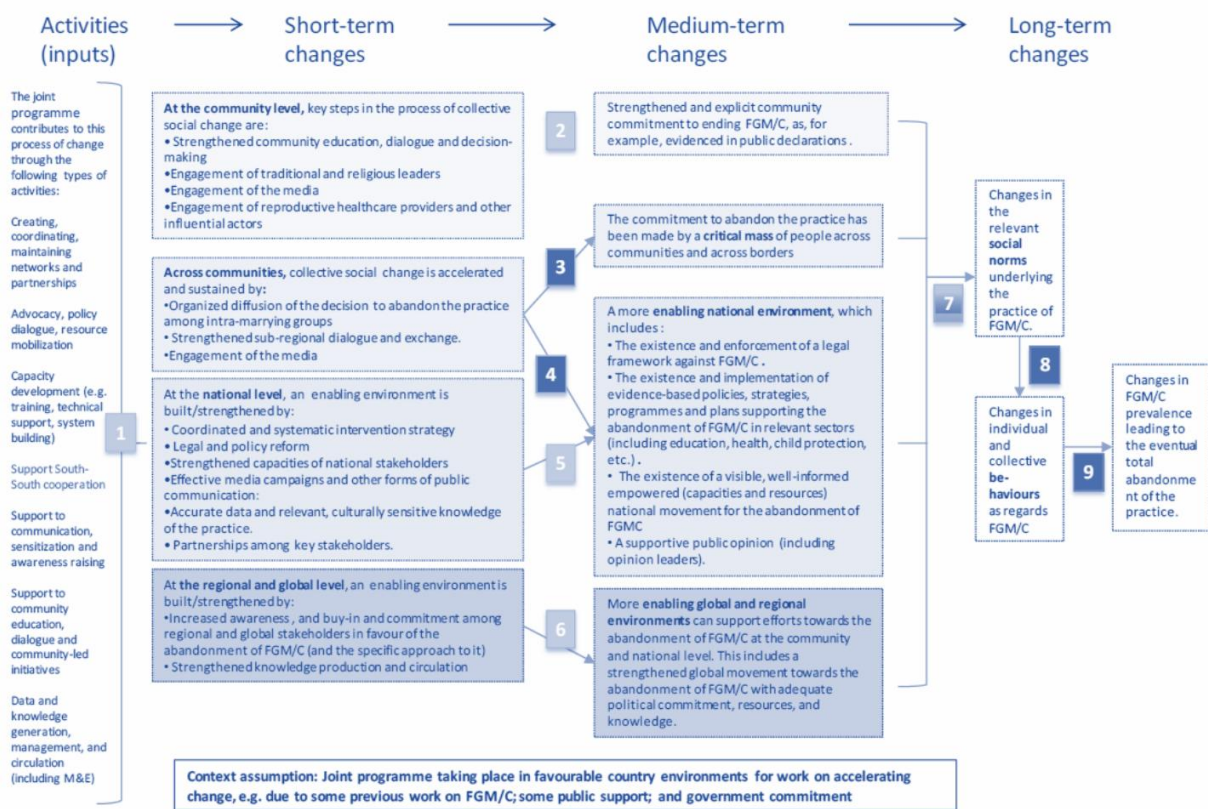 Activities
(inputs)
Short-term
changes
Medium-term
changes
Long-term
changes
The joint
programme
contributes to this
process of change
through the
following types of
activities:
Creating,
coordinating,
maintaining
networks and
partnerships
Advocacy, policy
dialogue, resource
mobilization
Capacity
development (e.g.
training, technical
support, system
building)
Support South-
South cooperation
Support to
communication,
sensitization and
awareness raising
Support to
community
education,
dialogue and
community-led
initiatives
Data and
knowledge
generation,
management, and
circulation
(including M&E)
1
At the community level, key steps in the process of collective
social change are:
• Strengthened community education, dialogue and decision-
making
•Engagement of traditional and religious leaders
•Engagement of the media
•Engagement of reproductive healthcare providers and other
influential actors
Across communities, collective social change is accelerated
and sustained by:
•Organized diffusion of the decision to abandon the practice
among intra-marrying groups
• Strengthened sub-regional dialogue and exchange.
•Engagement of the media
At the national level, an enabling environment is
built/strengthened by:
• Coordinated and systematic intervention strategy
• Legal and policy reform
•Strengthened capacities of national stakeholders
•Effective media campaigns and other forms of public
communication:
•Accurate data and relevant, culturally sensitive knowledge
of the practice.
• Partnerships among key stakeholders.
At the regional and global level, an enabling environment is
built/strengthened by:
•Increased awareness , and buy-in and commitment among
regional and global stakeholders in favour of the
abandonment of FGM/C (and the specific approach to it)
• Strengthened knowledge production and circulation
2
3
4
5
6
Strengthened and explicit community
commitment to ending FGM/C, as, for
example, evidenced in public declarations .
The commitment to abandon the practice has
been made by a critical mass of people across
communities and across borders
A more enabling national environment, which
includes :
• The existence and enforcement of a legal
framework against FGM/C .
• The existence and implementation of
evidence-based policies, strategies,
programmes and plans supporting the
abandonment of FGM/C in relevant sectors
(including education, health, child protection,
etc.) .
• The existence of a visible, well-informed
empowered (capacities and resources)
national movement for the abandonment of
FGMC
• A supportive public opinion (including
opinion leaders).
More enabling global and regional
environments can support efforts towards the
abandonment of FGM/C at the community
and national level. This includes a
strengthened global movement towards the
abandonment of FGM/C with adequate
political commitment, resources, and
knowledge.
7
Changes in
the
relevant
social
norms
underlying
the
practice of
FGM/C.
8
Changes in
individual
and
collective
be-
haviours
as regards
FGM/C
9
Changes in
FGM/C
prevalence
leading to
the eventual
total
abandonme
nt of the
practice.
Context assumption: Joint programme taking place in favourable country environments for work on accelerating
change, e.g. due to some previous work on FGM/C; some public support; and government commitment